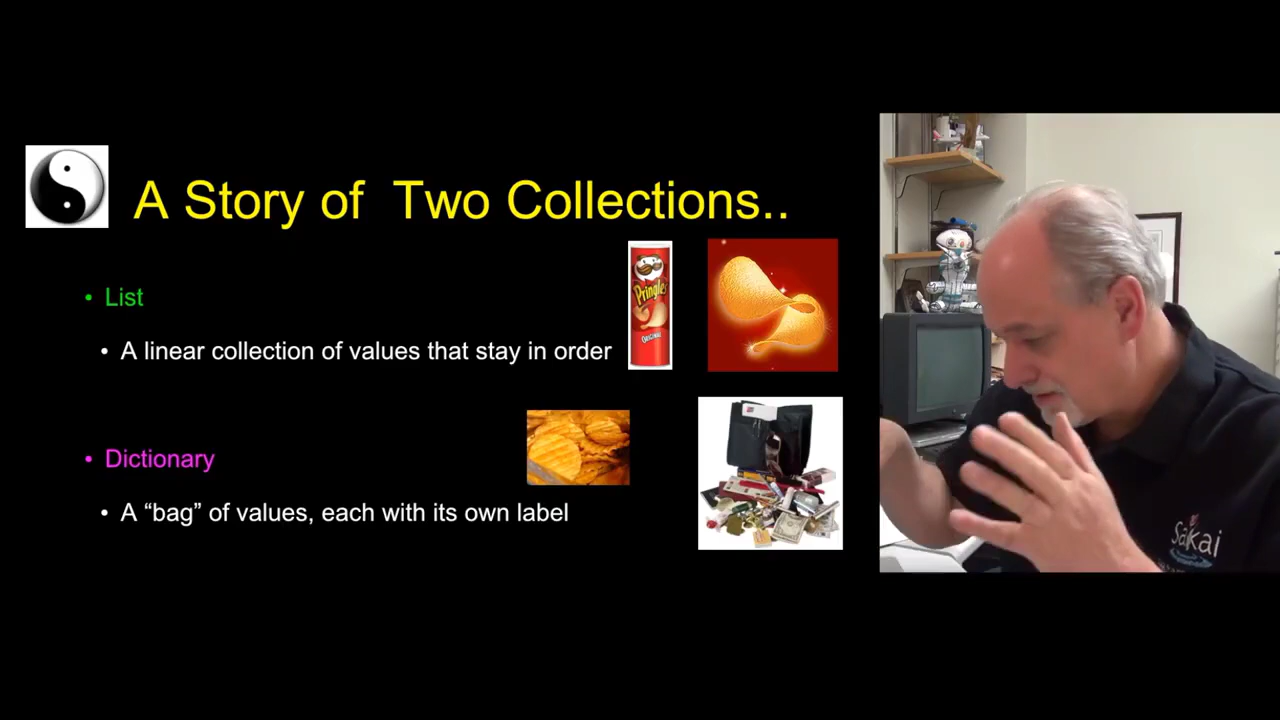 A Story of Two Collections..
Pringles
ORIGINAL
• List
• A linear collection of values that stay in order
• Dictionary
• A “bag” of values, each with its own label
Sakai